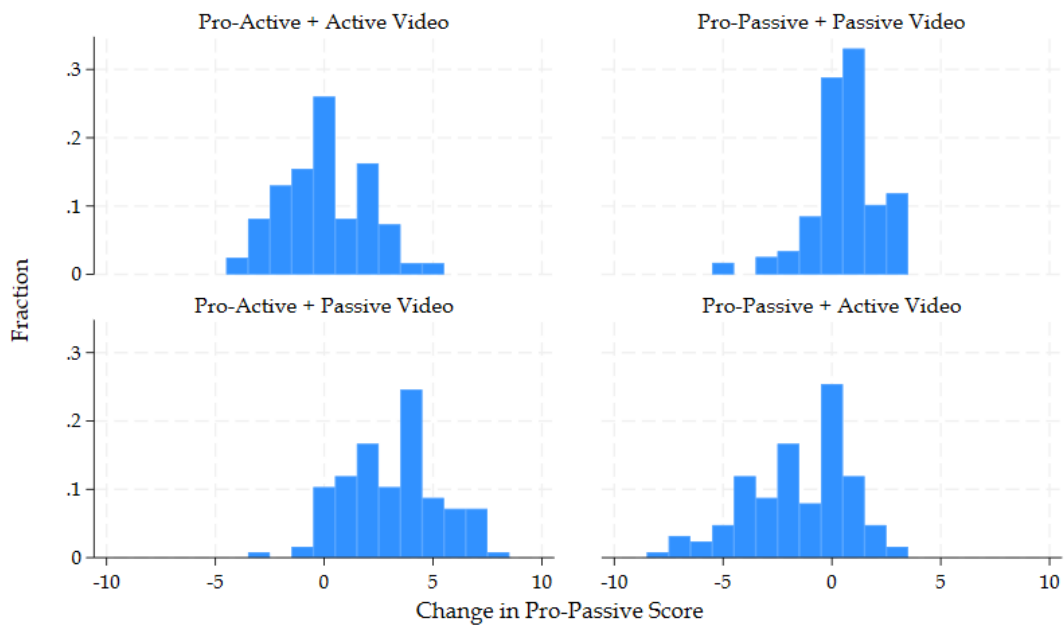 Pro-Active + Active Video
Pro-Passive + Passive Video
.3
.2
.1
0
Pro-Active + Passive Video
Pro-Passive + Active Video
Fraction
.3
.2
.1
0
-10 -5 0 5 10
-10 -5 0 5 10
Change in Pro-Passive Score